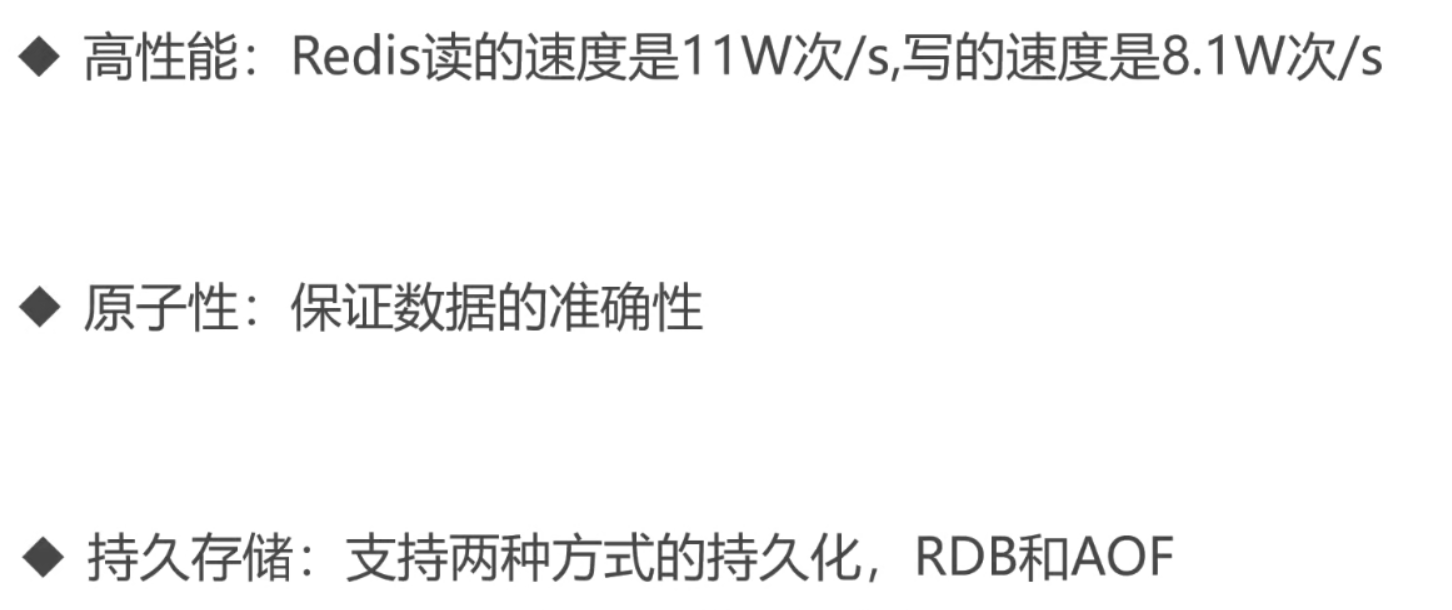 ◆ 高性能：Redis读的速度是11W次/s,写的速度是8.1W次/s
◆ 原子性：保证数据的准确性
◆ 持久存储：支持两种方式的持久化，RDB和AOF